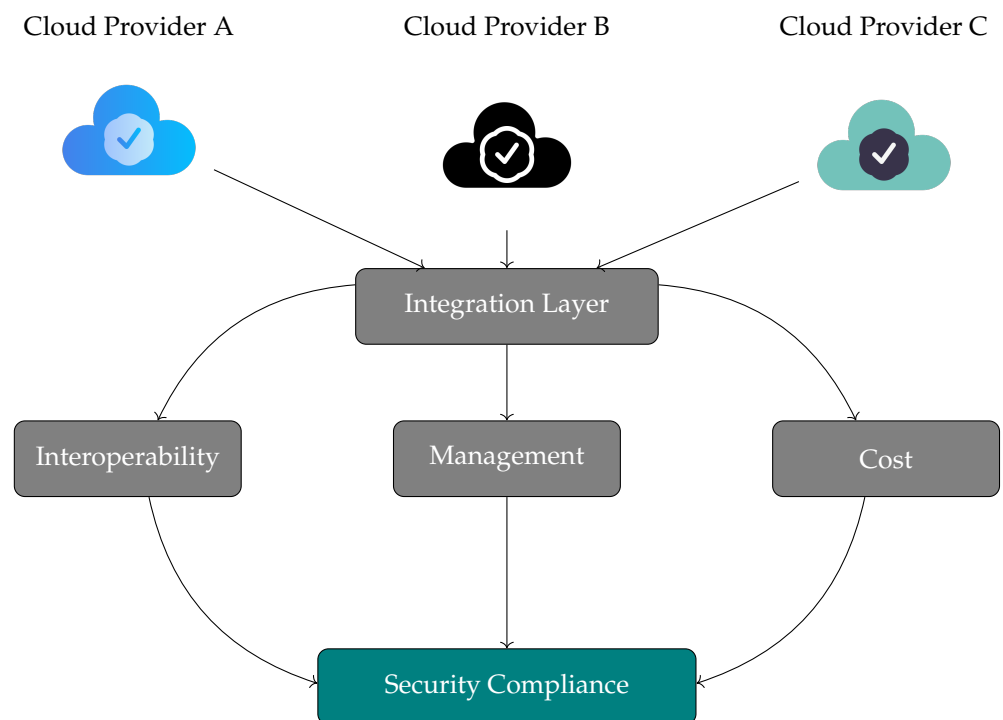 Cloud Provider A
Cloud Provider B
Cloud Provider C
Integration Layer
Interoperability
Management
Cost
Security Compliance